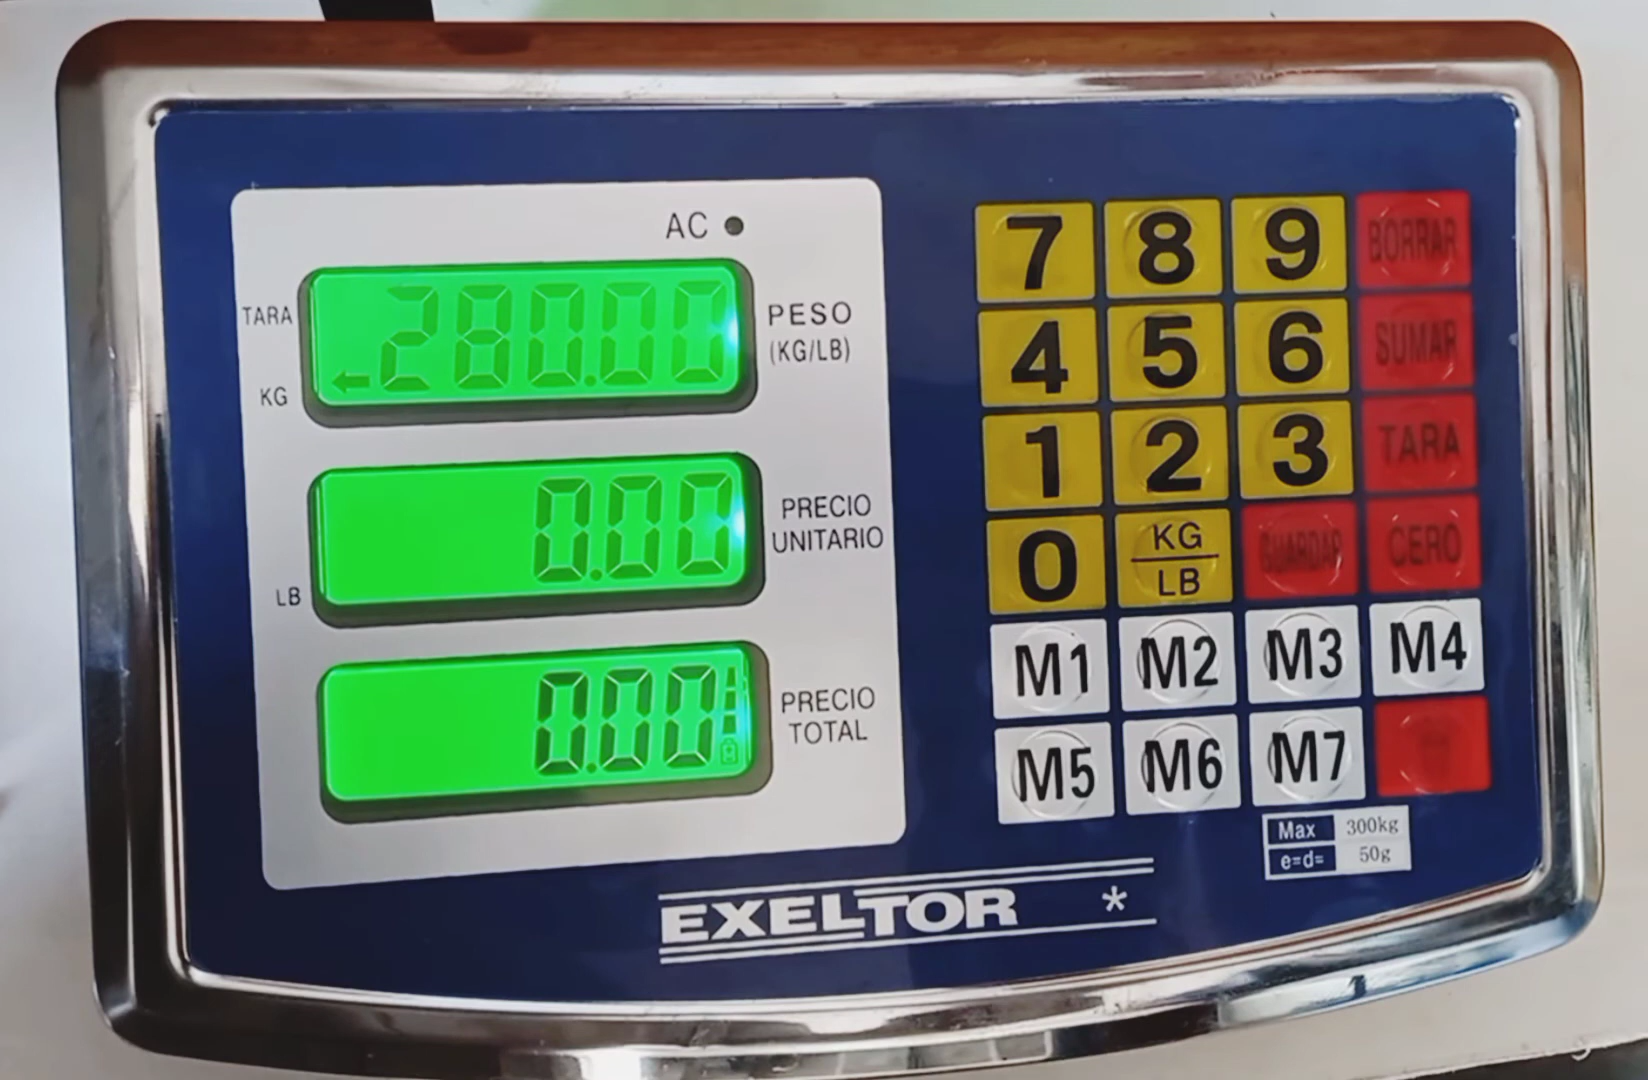 AC
TARA
280.00
PESO
(KG/LB)
KG
0.00
PRECIO
UNITARIO
LB
0.00
PRECIO
TOTAL
7 8 9 BORRAR
4 5 6 SUMAR
1 2 3 TARA
0 KG/LB GUARDAR CERO
M1 M2 M3 M4
M5 M6 M7
Max 300kg
e=d= 50g
EXELTOR *